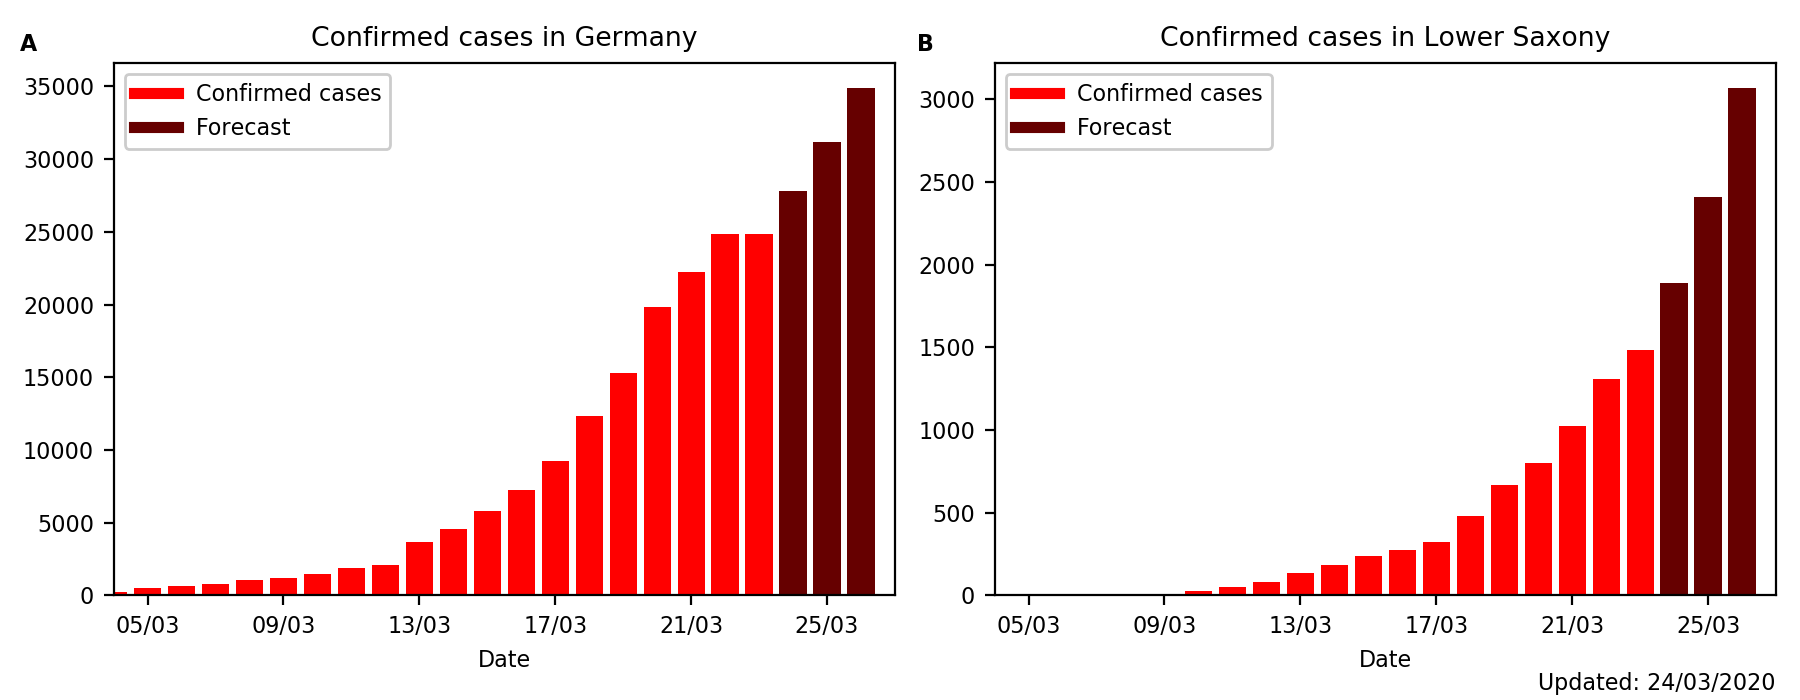 A
Confirmed cases in Germany
Confirmed cases
Forecast
35000
30000
25000
20000
15000
10000
5000
0
05/03 09/03 13/03 17/03 21/03 25/03
Date
B
Confirmed cases in Lower Saxony
Confirmed cases
Forecast
3000
2500
2000
1500
1000
500
0
05/03 09/03 13/03 17/03 21/03 25/03
Date
Updated: 24/03/2020